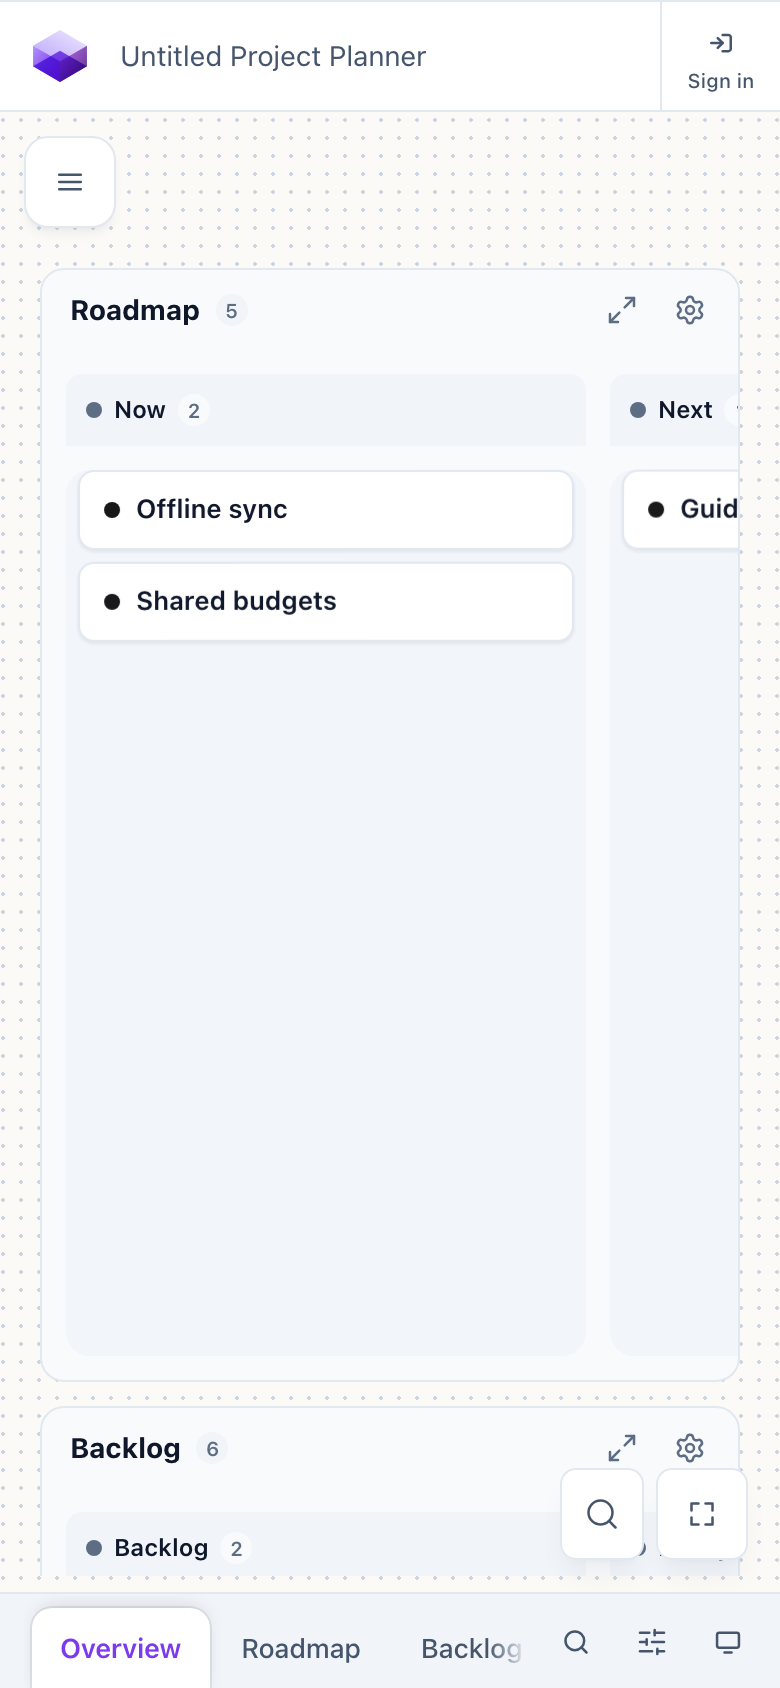 Untitled Project Planner
Sign in
Roadmap 5
Now 2
Next
Offline sync
Shared budgets
Backlog 6
Backlog 2
Overview
Roadmap
Backlog